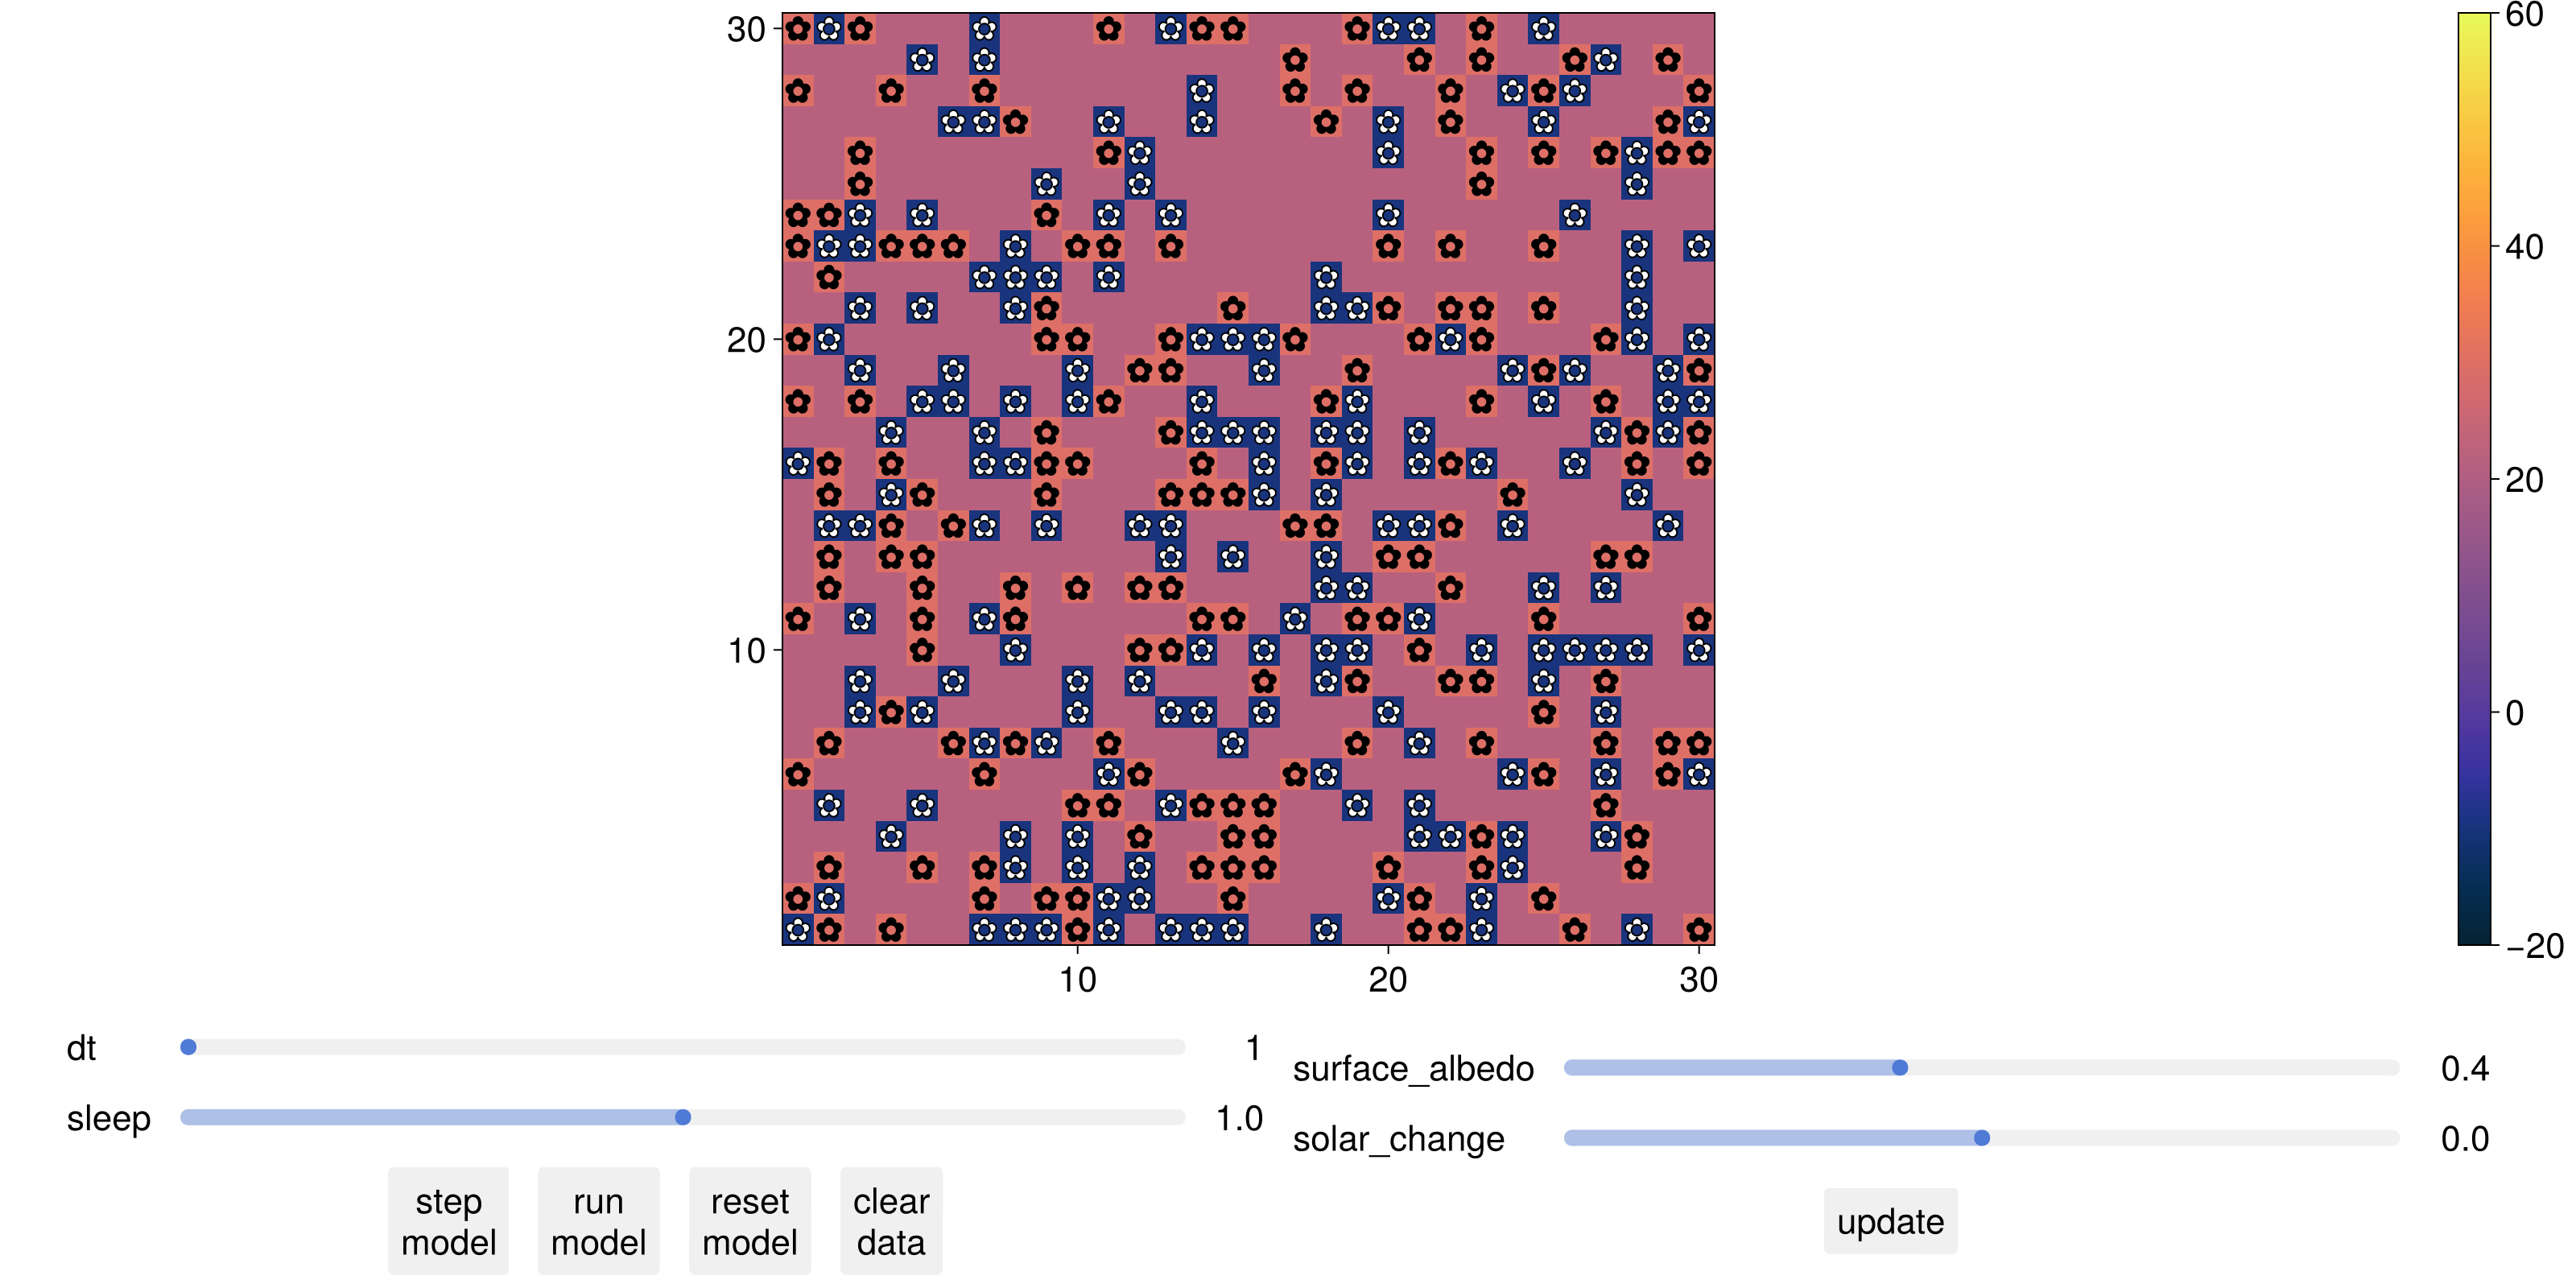 30
20
10
10 20 30
60
40
20
0
−20
dt 1
sleep 1.0
surface_albedo 0.4
solar_change 0.0
step
model
run
model
reset
model
clear
data
update